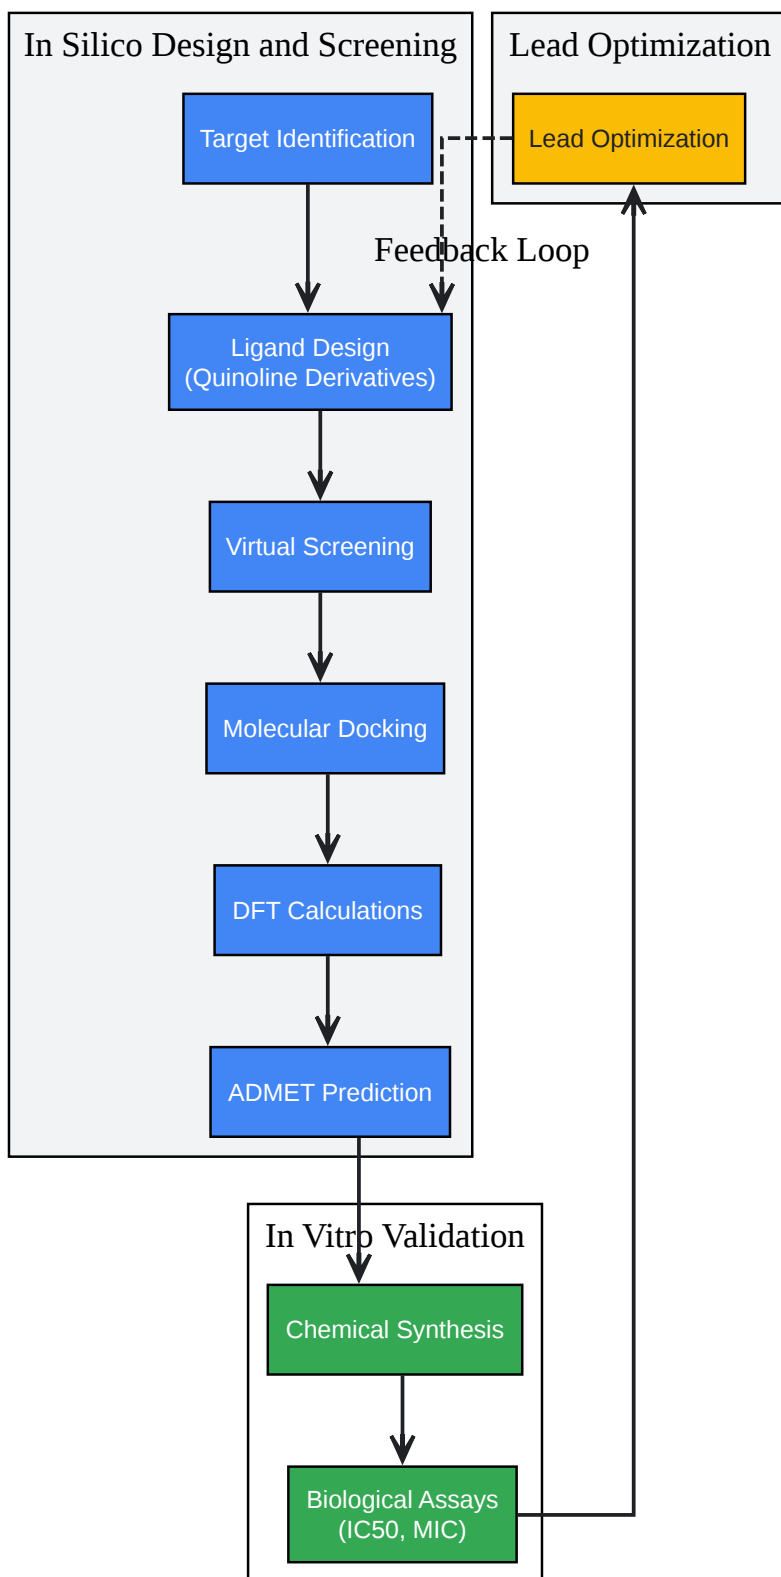 In Silico Design and Screening
Lead Optimization
Target Identification
Lead Optimization
Feedback Loop
Ligand Design
(Quinoline Derivatives)
Virtual Screening
Molecular Docking
DFT Calculations
ADMET Prediction
In Vitro Validation
Chemical Synthesis
Biological Assays
(IC50, MIC)